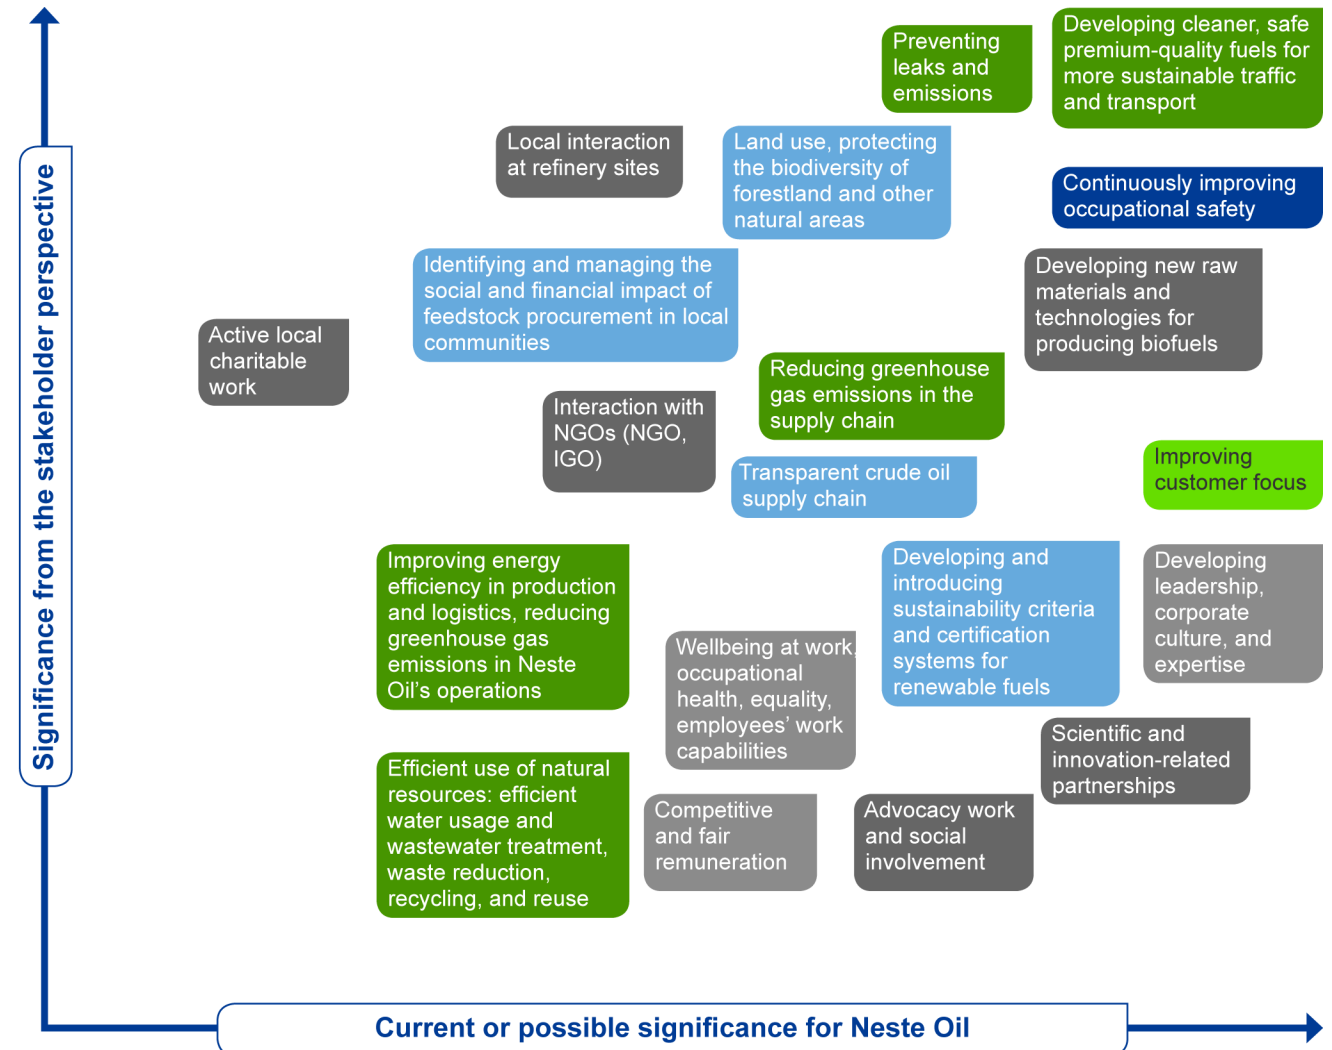 Significance from the stakeholder perspective
Preventing
leaks and
emissions
Developing cleaner, safe
premium-quality fuels for
more sustainable traffic
and transport
Local interaction
at refinery sites
Land use, protecting
the biodiversity of
forestland and other
natural areas
Continuously improving
occupational safety
Identifying and managing the
social and financial impact of
feedstock procurement in local
communities
Developing new raw
materials and
technologies for
producing biofuels
Active local
charitable
work
Reducing greenhouse
gas emissions in the
supply chain
Interaction with
NGOs (NGO,
IGO)
Improving
customer focus
Transparent crude oil
supply chain
Improving energy
efficiency in production
and logistics, reducing
greenhouse gas
emissions in Neste
Oil's operations
Developing and
introducing
sustainability criteria
and certification
systems for
renewable fuels
Developing
leadership,
corporate
culture, and
expertise
Wellbeing at work,
occupational
health, equality,
employees' work
capabilities
Scientific and
innovation-related
partnerships
Efficient use of natural
resources: efficient
water usage and
wastewater treatment,
waste reduction,
recycling, and reuse
Competitive
and fair
remuneration
Advocacy work
and social
involvement
Current or possible significance for Neste Oil